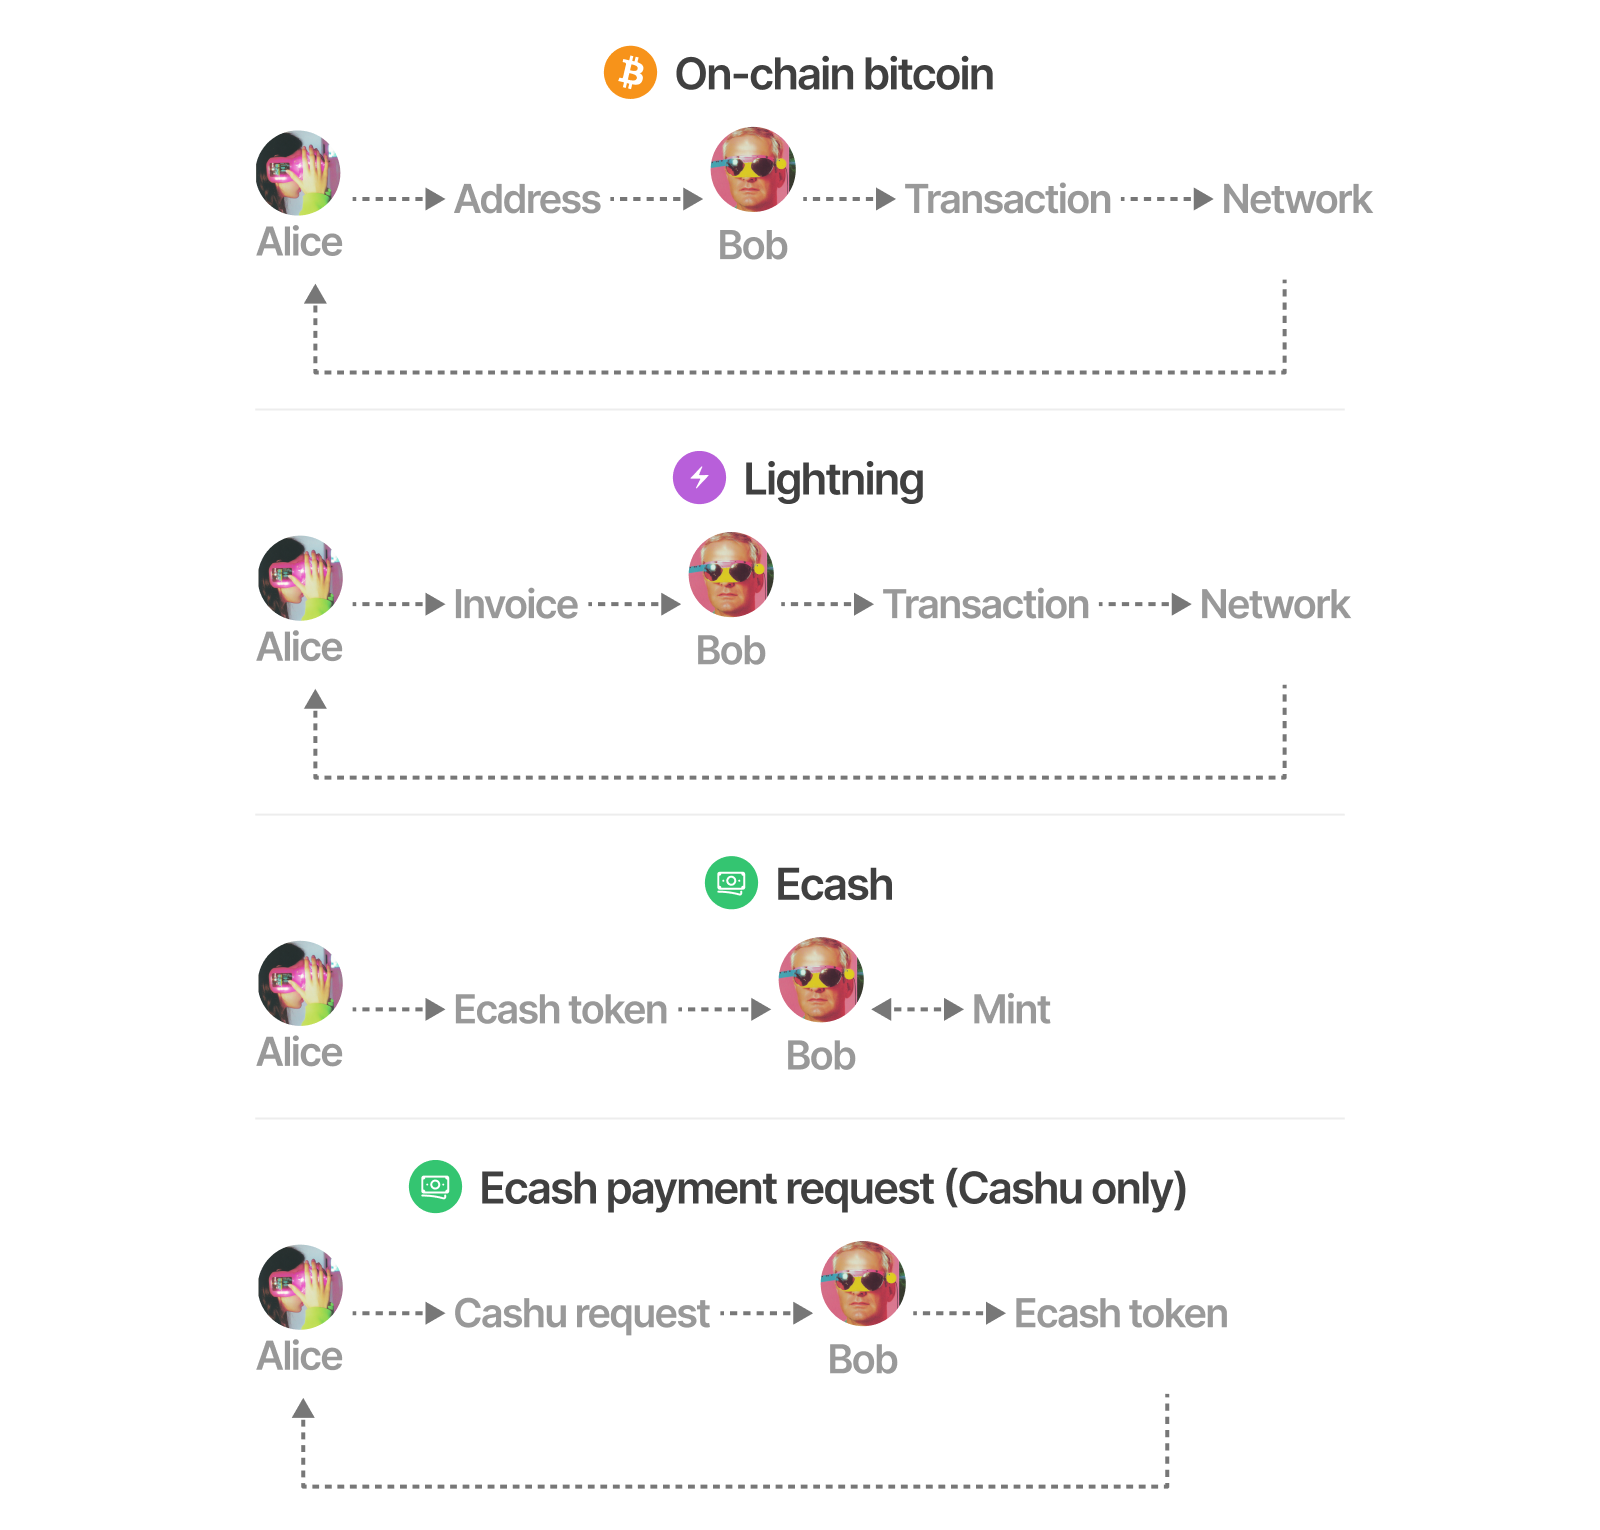 On-chain bitcoin
Alice
Address
Bob
Transaction
Network
Lightning
Alice
Invoice
Bob
Transaction
Network
Ecash
Alice
Ecash token
Bob
Mint
Ecash payment request (Cashu only)
Alice
Cashu request
Bob
Ecash token